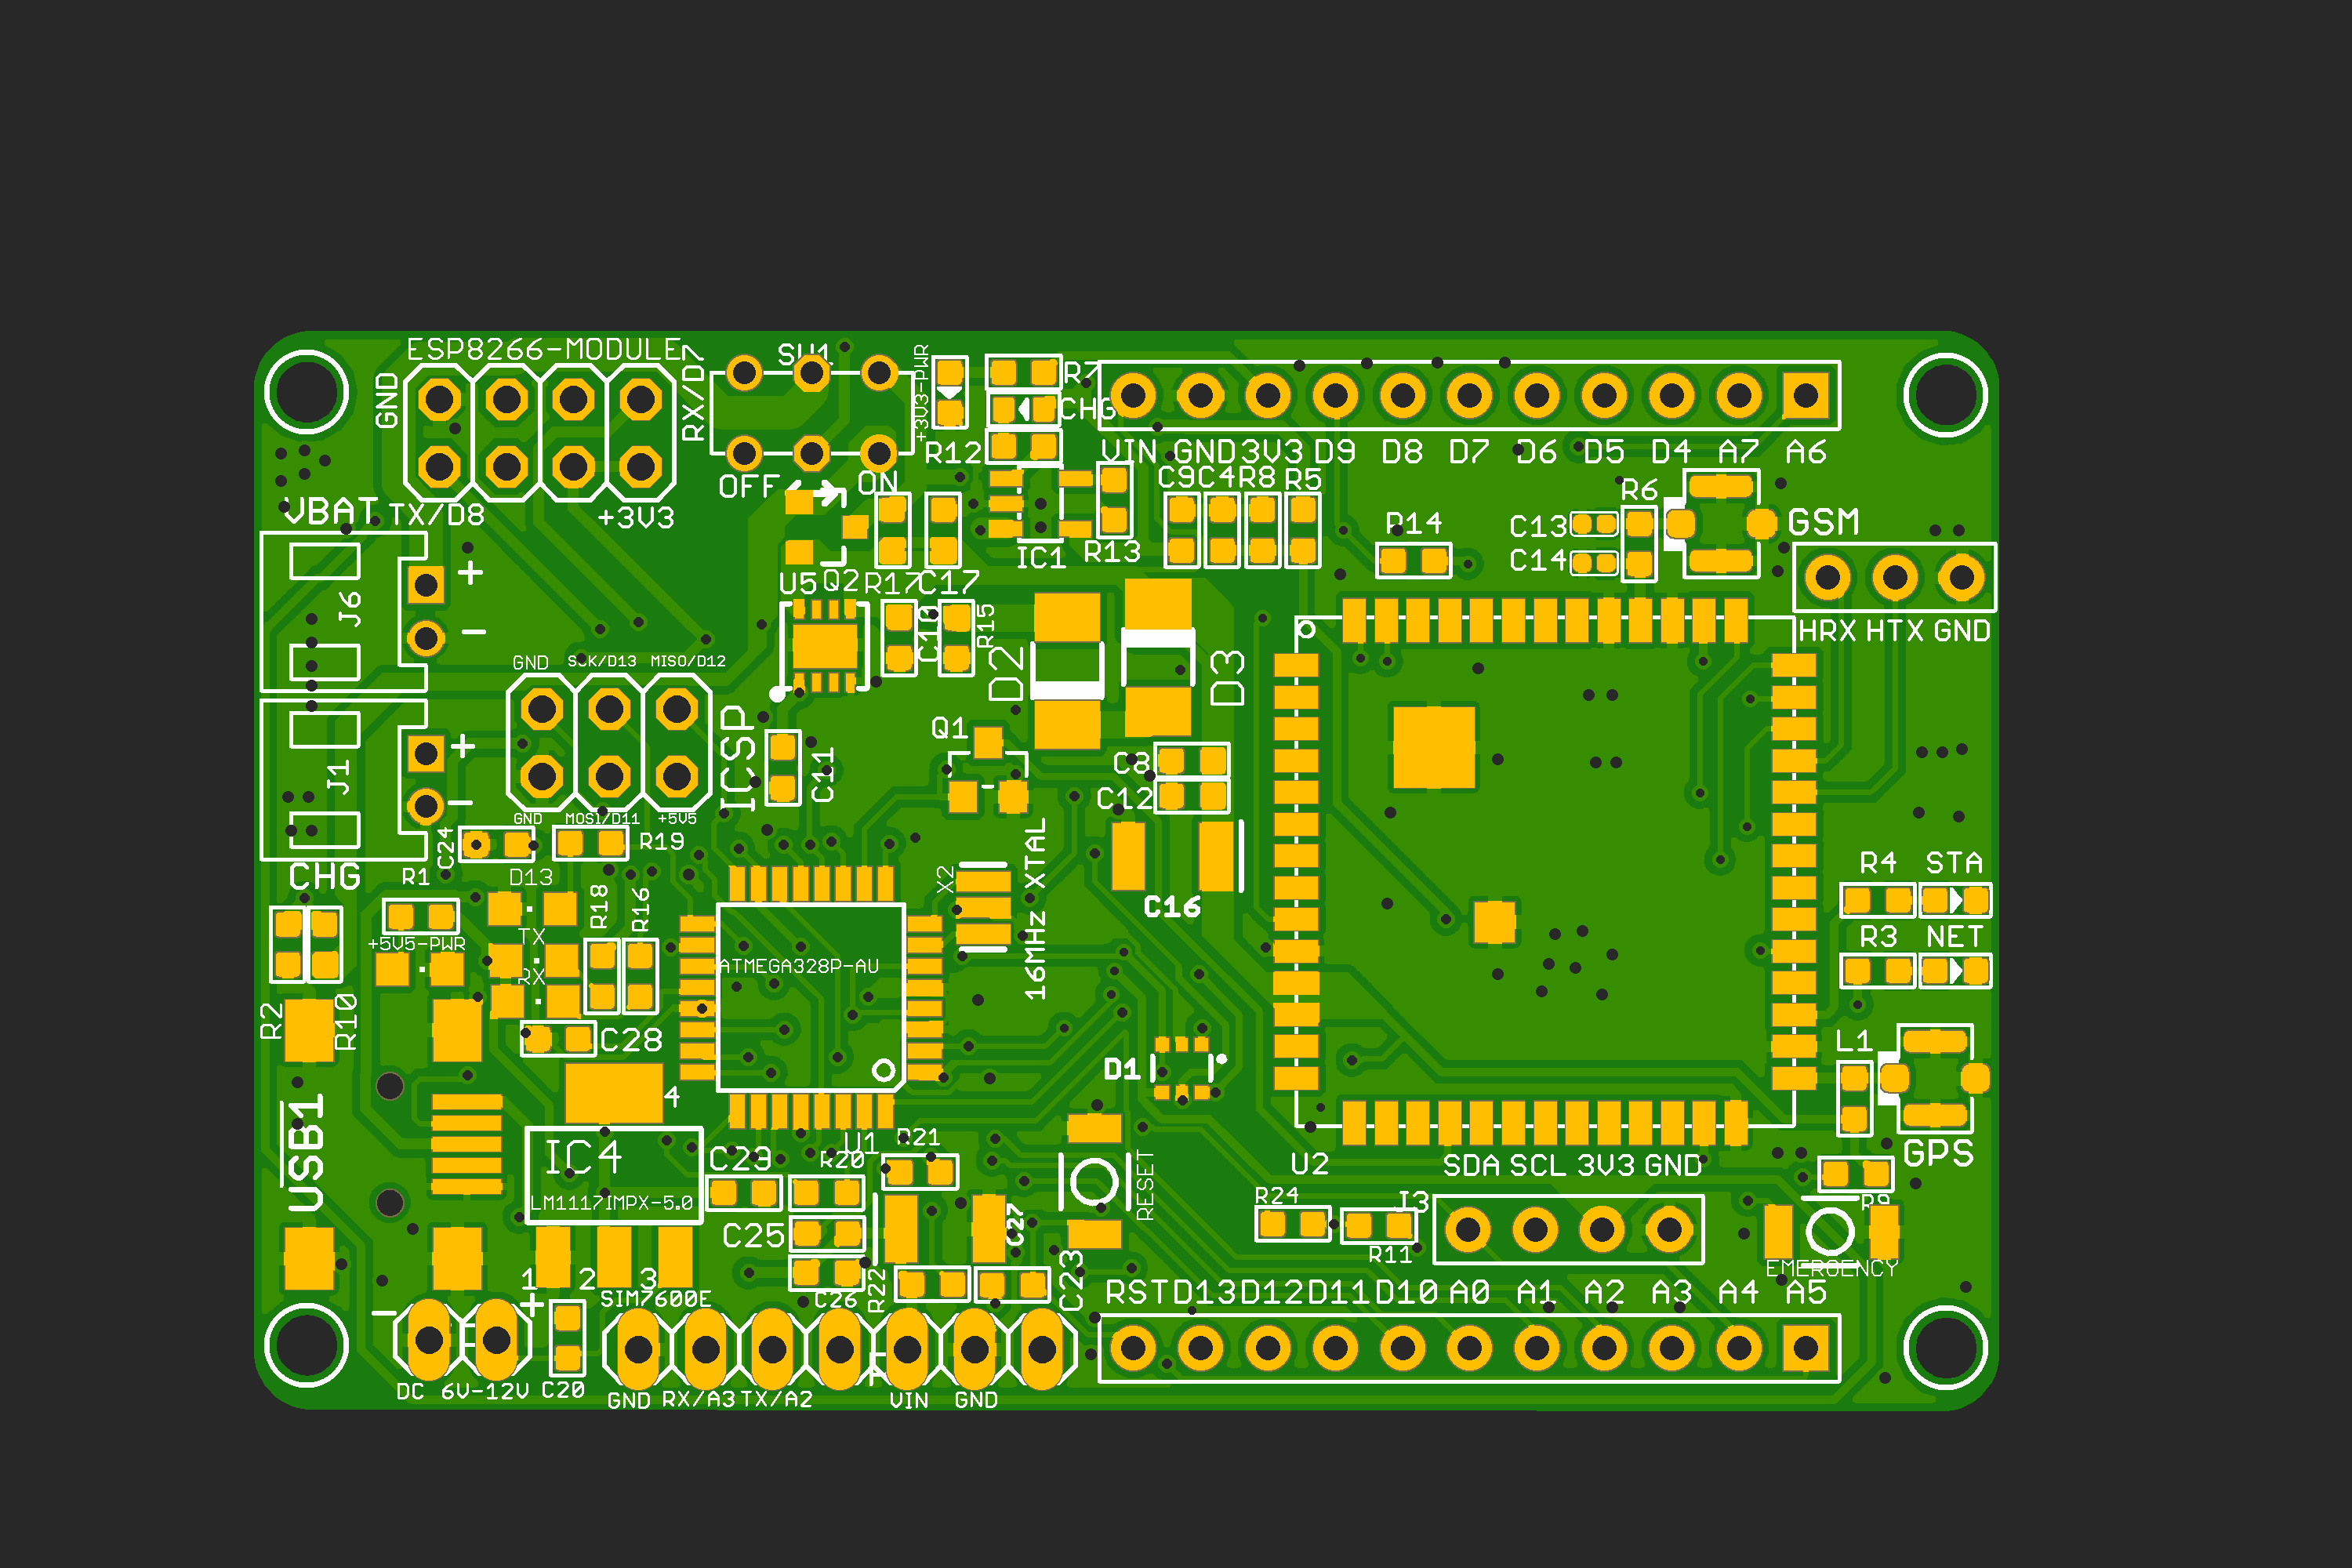 ESP8266-MODULE
GND
RX/D7
SW1
+3V3-PWR
R7
CHG
R12
OFF
ON
VBAT
TX/D8
+3V3
VIN GND 3V3 D9 D8 D7 D6 D5 D4 A7 A6
C9 C4 R8 R5
R14
R6
C13
C14
GSM
HRX HTX GND
IC1
R13
U5 Q2 R17 C17
R15
J6
+
-
GND SCK/D13 MISO/D12
ICSP
D2
D3
Q1
C11
C8
C12
J1
+
-
GND MOSI/D11 +5V5
C24
R19
CHG
R1
D13
R18
R16
X2
16MHz XTAL
C16
R4 STA
R3 NET
+5V5-PWR
TX
RX
ATMEGA328P-AU
R2
R10
C28
D1
L1
GPS
USB1
4
IC4
LM1117IMPX-5.0
U1
R21
R20
RESET
U2
SDA SCL 3V3 GND
R24
J3
R11
R9
EMERGENCY
C25
C27
C23
C26
R22
1 2 3
SIM7600E
- +
RST D13 D12 D11 D10 A0 A1 A2 A3 A4 A5
DC 6V-12V C20
GND RX/A3 TX/A2 VIN GND